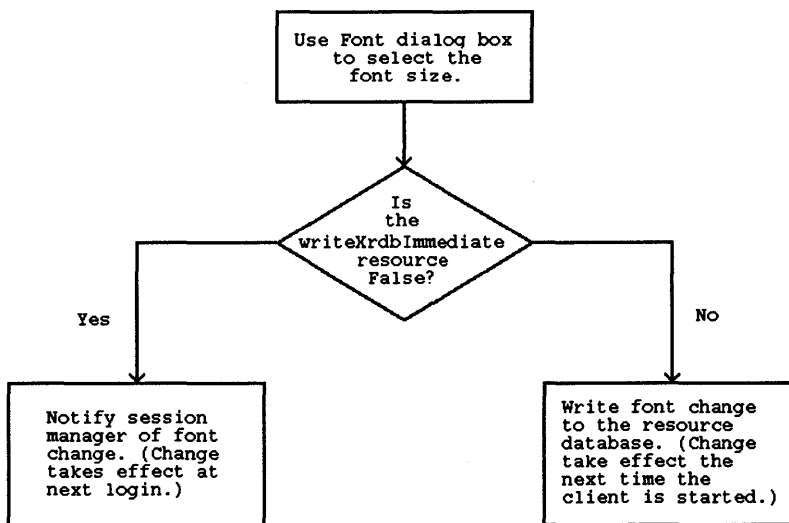 Use Font dialog box
to select the
font size.
Is
the
writeXrdbImmediate
resource
False?
Yes
No
Notify session
manager of font
change. (Change
takes effect at
next login.)
Write font change
to the resource
database. (Change
take effect the
next time the
client is started.)